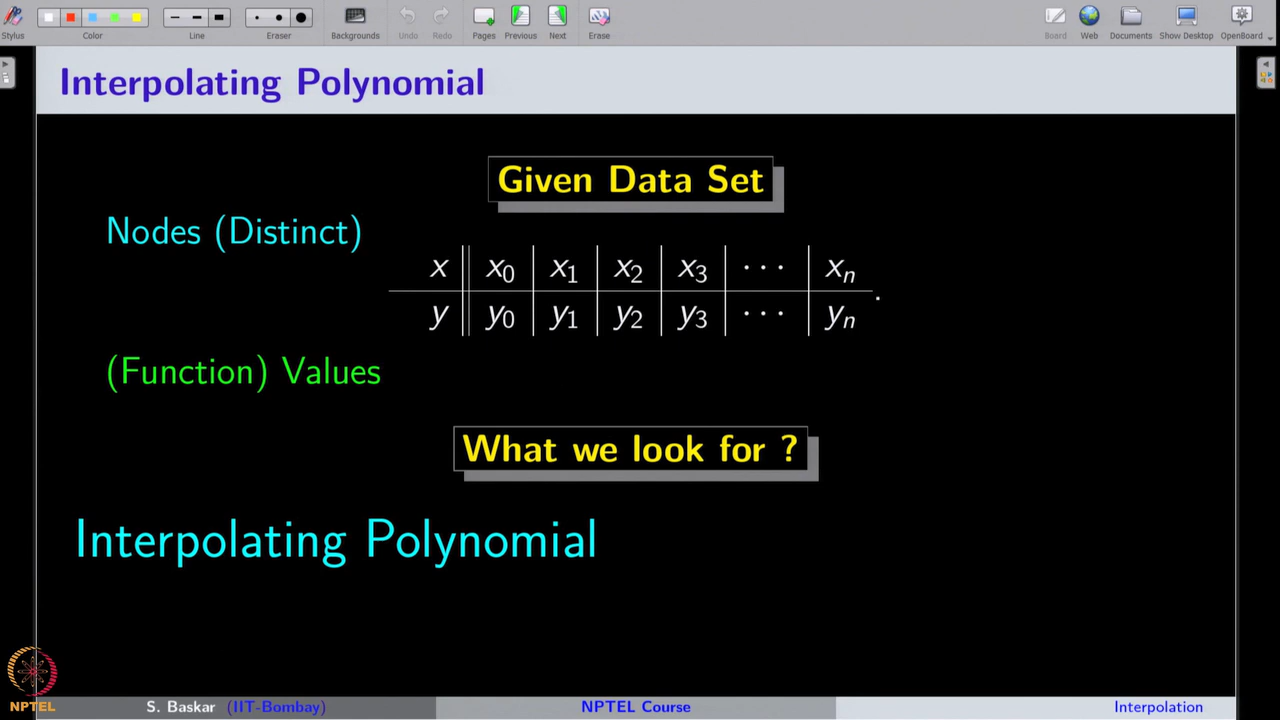 Stylus Color Line Eraser Backgrounds Undo Redo Pages Previous Next Erase Board Web Documents Show Desktop OpenBoard
Interpolating Polynomial
Given Data Set
Nodes (Distinct)
x x₀ x₁ x₂ x₃ ··· xₙ
y y₀ y₁ y₂ y₃ ··· yₙ .
(Function) Values
What we look for ?
Interpolating Polynomial
NPTEL
S. Baskar (IIT-Bombay) NPTEL Course Interpolation